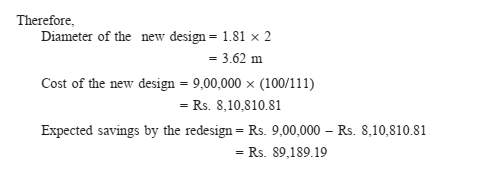 Therefore,
Diameter of the new design = 1.81 × 2
= 3.62 m
Cost of the new design = 9,00,000 × (100/111)
= Rs. 8,10,810.81
Expected savings by the redesign = Rs. 9,00,000 – Rs. 8,10,810.81
= Rs. 89,189.19